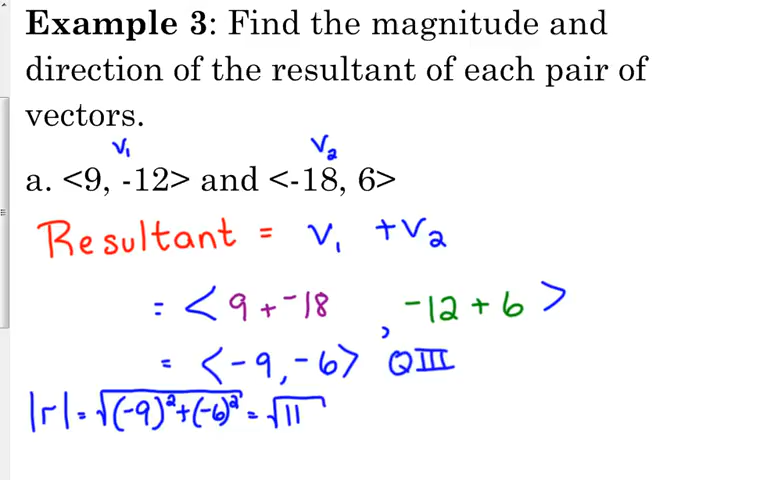 Example 3: Find the magnitude and
direction of the resultant of each pair of
vectors.
V₁ V₂
a. <9, -12> and <-18, 6>
Resultant = V₁ + V₂
= < 9 + -18 , -12 + 6 >
= < -9, -6 > QIII
|r| = √(-9)² + (-6)² = √11